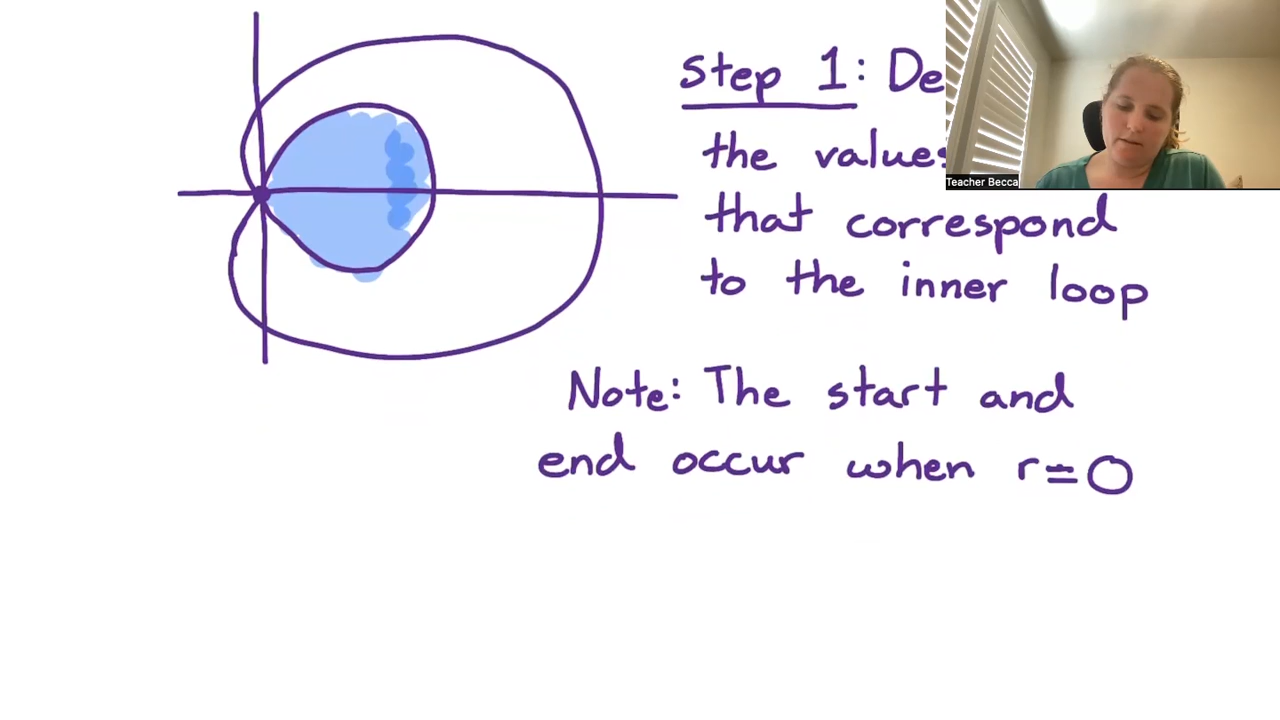 Step 1: De
the values
that correspond
to the inner loop
Note: The start and
end occur when r=0
Teacher Becca